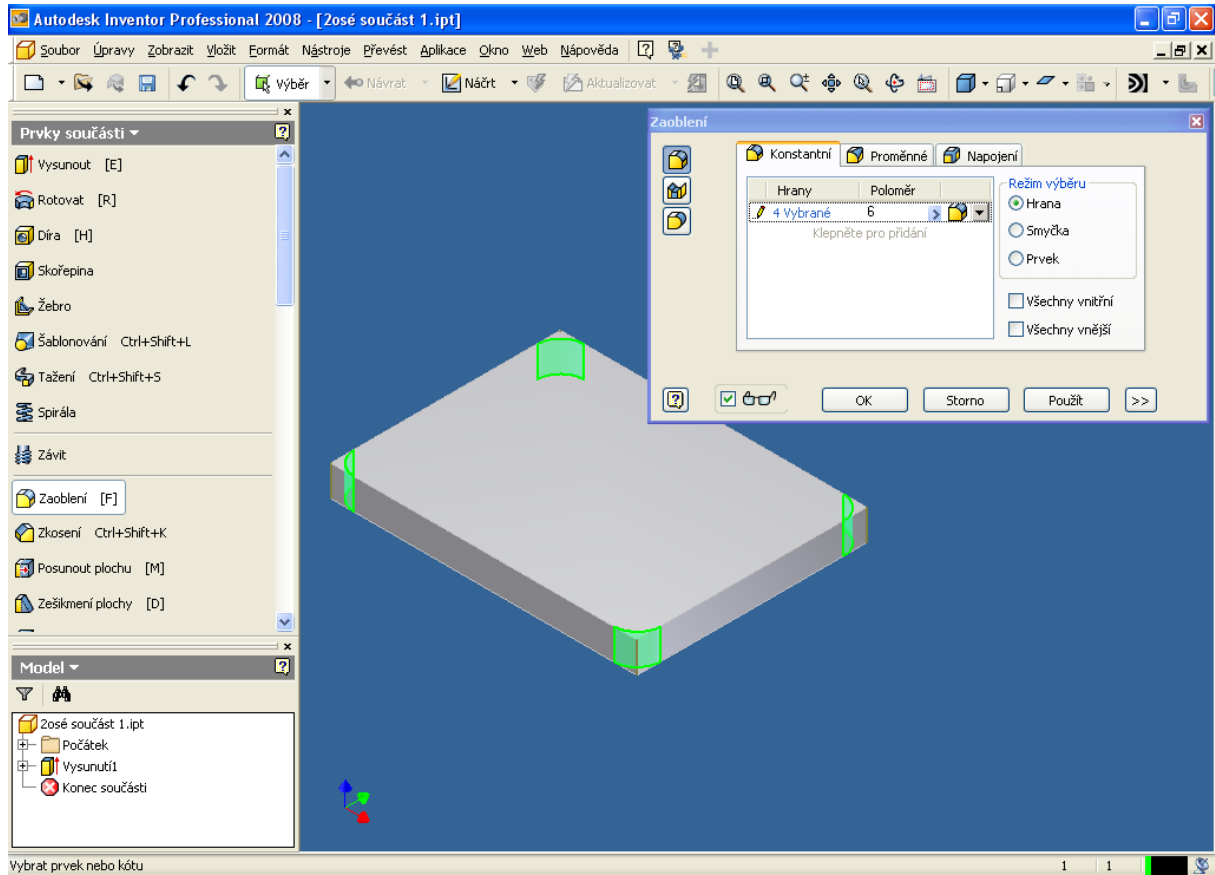 Autodesk Inventor Professional 2008 - [2osé součást 1.ipt]
Soubor Úpravy Zobrazit Vložit Formát Nástroje Převést Aplikace Okno Web Nápověda
Výběr Návrat Náčrt Aktualizovat
Prvky součásti
Vysunout [E]
Rotovat [R]
Díra [H]
Skořepina
Žebro
Šablonování Ctrl+Shift+L
Tažení Ctrl+Shift+S
Spirála
Závit
Zaoblení [F]
Zkosení Ctrl+Shift+K
Posunout plochu [M]
Zešikmení plochy [D]
Model
2osé součást 1.ipt
Počátek
Vysunutí1
Konec součásti
Zaoblení
Konstantní Proměnné Napojení
Hrany Poloměr
4 Vybrané 6
Klepněte pro přidání
Režim výběru
Hrana
Smyčka
Prvek
Všechny vnitřní
Všechny vnější
OK Storno Použít >>
Vybrat prvek nebo kótu 1 1